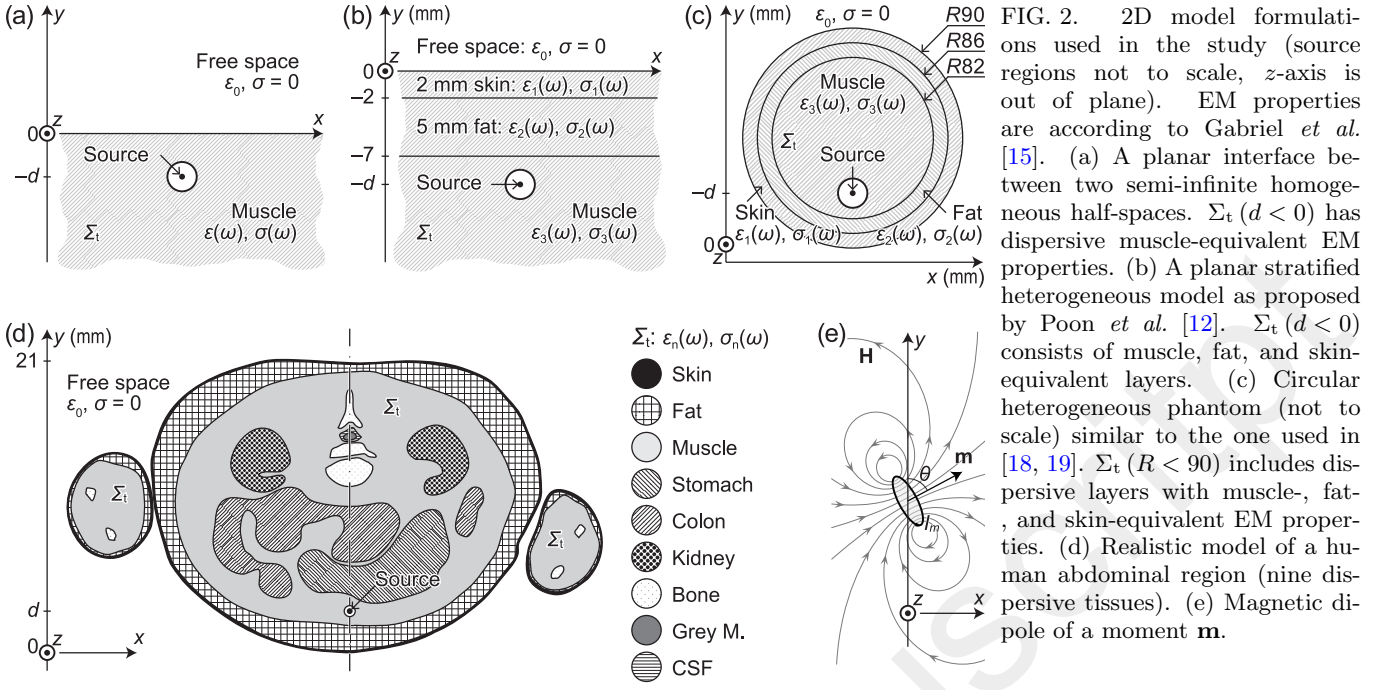 (a)
y
Free space
ε0, σ = 0
0
z
x
Source
–d
Muscle
Σt
ε(ω), σ(ω)
(b)
y (mm)
Free space: ε0, σ = 0
0
z
x
2 mm skin: ε1(ω), σ1(ω)
–2
5 mm fat: ε2(ω), σ2(ω)
–7
–d
Source
Muscle
Σt
ε3(ω), σ3(ω)
(c)
y (mm)
ε0, σ = 0
R90
R86
R82
Muscle
ε3(ω), σ3(ω)
Σt
Source
–d
Skin
Fat
ε1(ω), σ1(ω)
ε2(ω), σ2(ω)
0
z
x (mm)
(d)
y (mm)
21
Free space
ε0, σ = 0
Σt
Σt
Σt
Source
d
0
z
x
Σt: εn(ω), σn(ω)
Skin
Fat
Muscle
Stomach
Colon
Kidney
Bone
Grey M.
CSF
(e)
y
H
m
θ
Im
z
x
FIG. 2. 2D model formulati-
ons used in the study (source
regions not to scale, z-axis is
out of plane). EM properties
are according to Gabriel et al.
[15]. (a) A planar interface be-
tween two semi-infinite homoge-
neous half-spaces. Σt (d < 0) has
dispersive muscle-equivalent EM
properties. (b) A planar stratified
heterogeneous model as proposed
by Poon et al. [12]. Σt (d < 0)
consists of muscle, fat, and skin-
equivalent layers. (c) Circular
heterogeneous phantom (not to
scale) similar to the one used in
[18, 19]. Σt (R < 90) includes dis-
persive layers with muscle-, fat-
, and skin-equivalent EM proper-
ties. (d) Realistic model of a hu-
man abdominal region (nine dis-
persive tissues). (e) Magnetic di-
pole of a moment m.